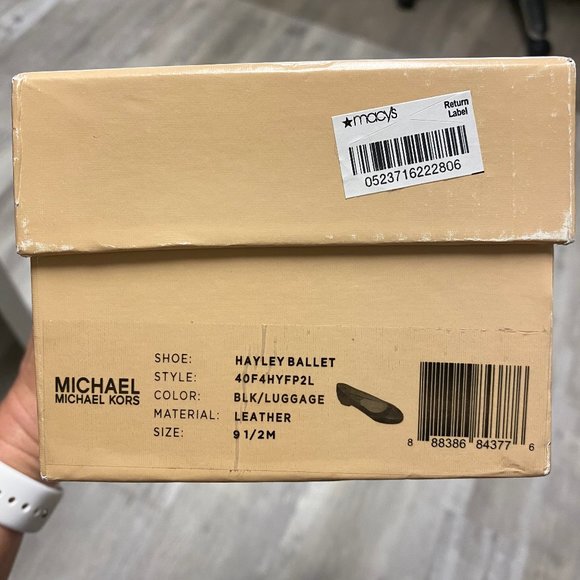 ★macy's
Return
Label
0523716222806
SHOE: HAYLEY BALLET
STYLE: 40F4HYFP2L
COLOR: BLK/LUGGAGE
MATERIAL: LEATHER
SIZE: 9 1/2M
MICHAEL
MICHAEL KORS
8 88386 84377 6